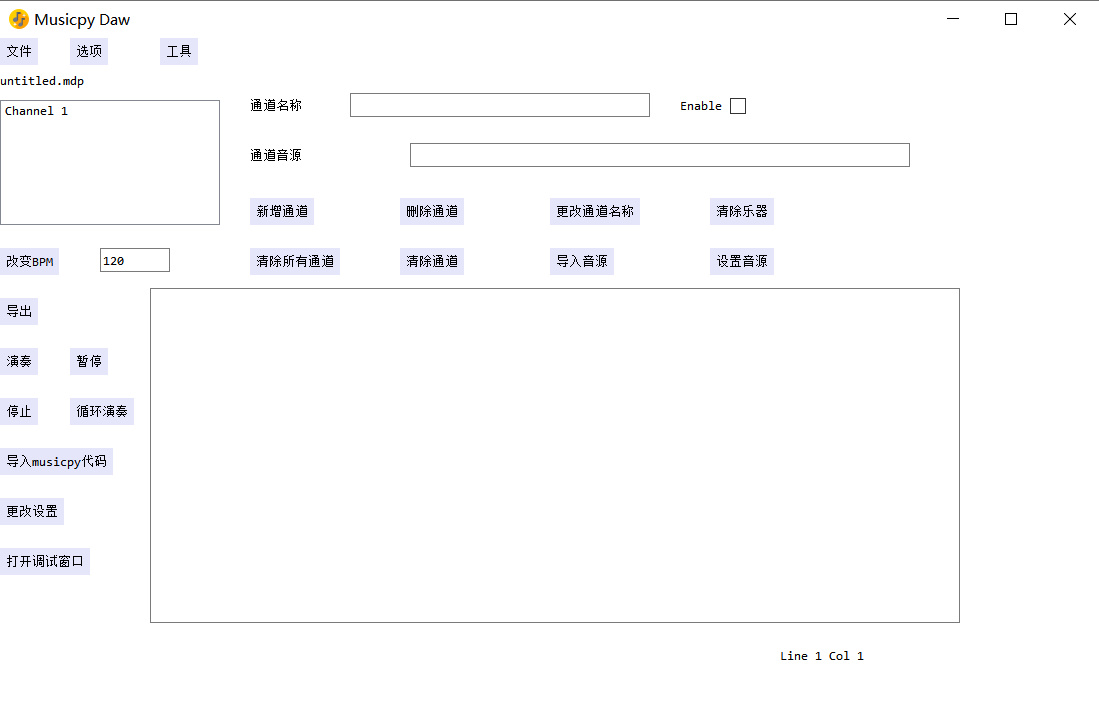 Musicpy Daw
文件 选项 工具
untitled.mdp
Channel 1
通道名称 Enable
通道音源
新增通道 删除通道 更改通道名称 清除乐器
改变BPM 120 清除所有通道 清除通道 导入音源 设置音源
导出
演奏 暂停
停止 循环演奏
导入musicpy代码
更改设置
打开调试窗口
Line 1 Col 1